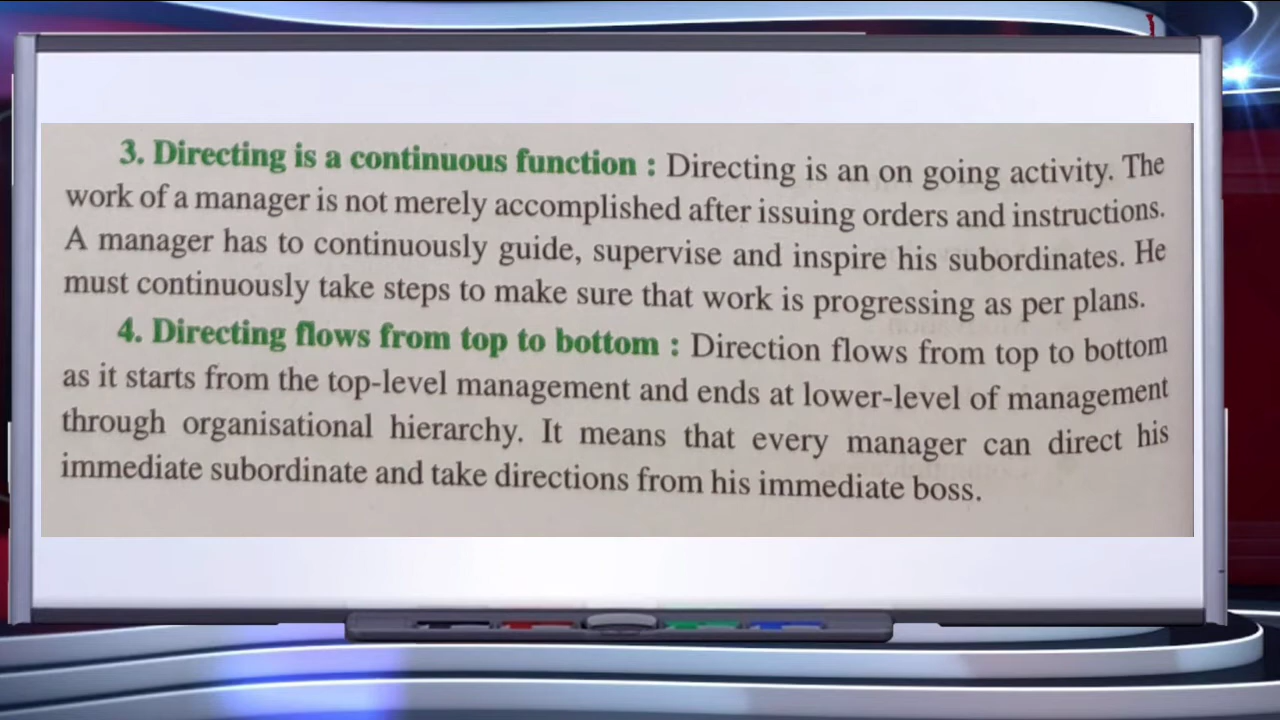 3. Directing is a continuous function : Directing is an on going activity. The
work of a manager is not merely accomplished after issuing orders and instructions.
A manager has to continuously guide, supervise and inspire his subordinates. He
must continuously take steps to make sure that work is progressing as per plans.
4. Directing flows from top to bottom : Direction flows from top to bottom
as it starts from the top-level management and ends at lower-level of management
through organisational hierarchy. It means that every manager can direct his
immediate subordinate and take directions from his immediate boss.